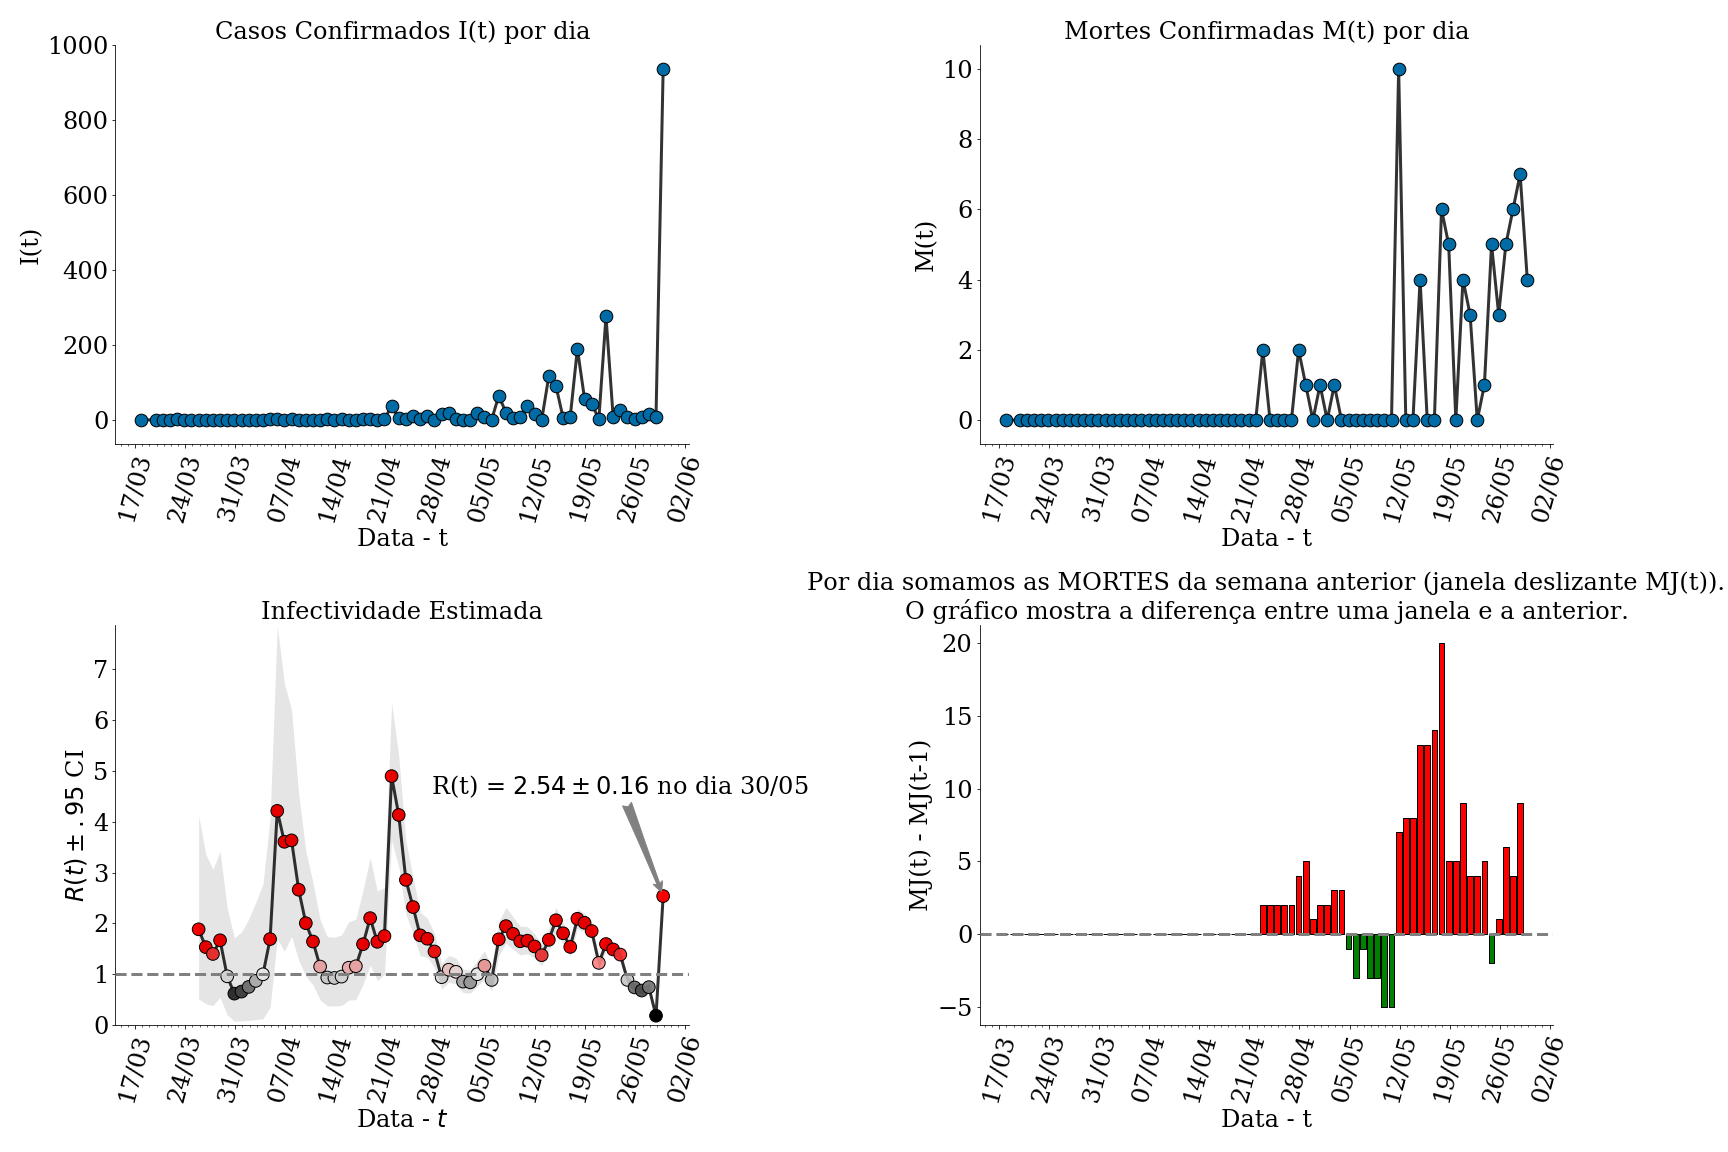 Casos Confirmados I(t) por dia
1000
800
600
400
200
0
I(t)
17/03 24/03 31/03 07/04 14/04 21/04 28/04 05/05 12/05 19/05 26/05 02/06
Data - t
Mortes Confirmadas M(t) por dia
10
8
6
4
2
0
M(t)
17/03 24/03 31/03 07/04 14/04 21/04 28/04 05/05 12/05 19/05 26/05 02/06
Data - t
Infectividade Estimada
7
6
5
4
3
2
1
0
R(t) ± .95 CI
R(t) = 2.54 ± 0.16 no dia 30/05
17/03 24/03 31/03 07/04 14/04 21/04 28/04 05/05 12/05 19/05 26/05 02/06
Data - t
Por dia somamos as MORTES da semana anterior (janela deslizante MJ(t)).
O gráfico mostra a diferença entre uma janela e a anterior.
20
15
10
5
0
−5
MJ(t) - MJ(t-1)
17/03 24/03 31/03 07/04 14/04 21/04 28/04 05/05 12/05 19/05 26/05 02/06
Data - t